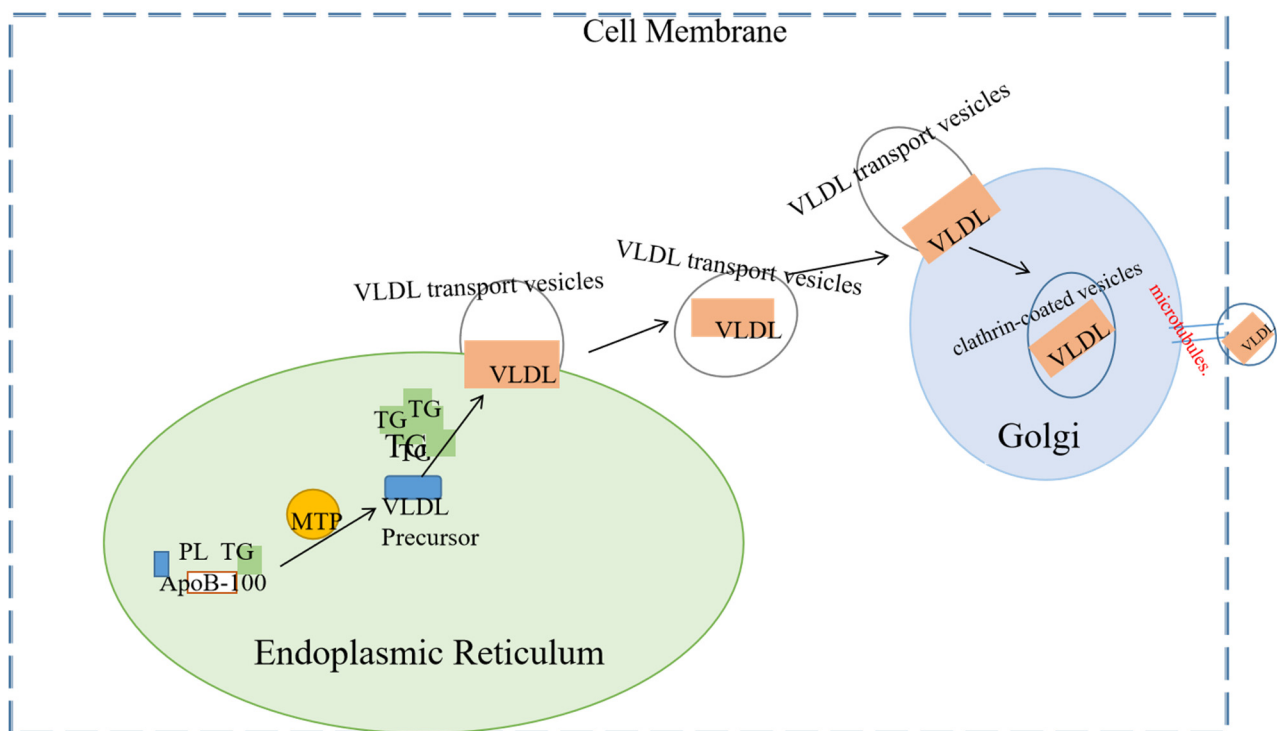 Cell Membrane
VLDL transport vesicles
VLDL
VLDL transport vesicles
VLDL
VLDL transport vesicles
VLDL
clathrin-coated vesicles
VLDL
microtubules.
VLDL
Golgi
TG
TG
TG
TG
VLDL
Precursor
MTP
PL TG
ApoB-100
Endoplasmic Reticulum